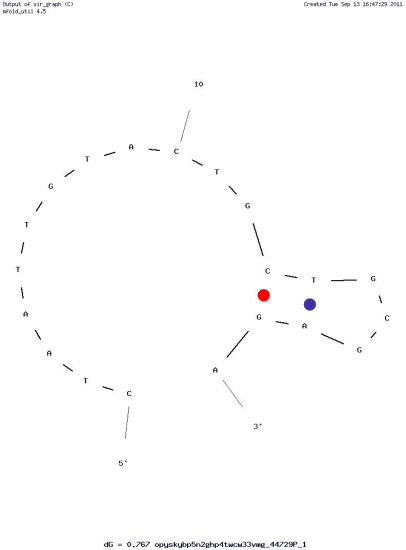 Output of sir_graph (©)
mfold_util 4.5
Created Tue Sep 13 16:47:29 2011
10
C
A
T
G
T
T
A
A
T
C
5'
T
G
C
T
G
C
G
A
G
A
3'
dG = 0.767 opyskybp5n2ghp4twcw33vmg_44729P_1